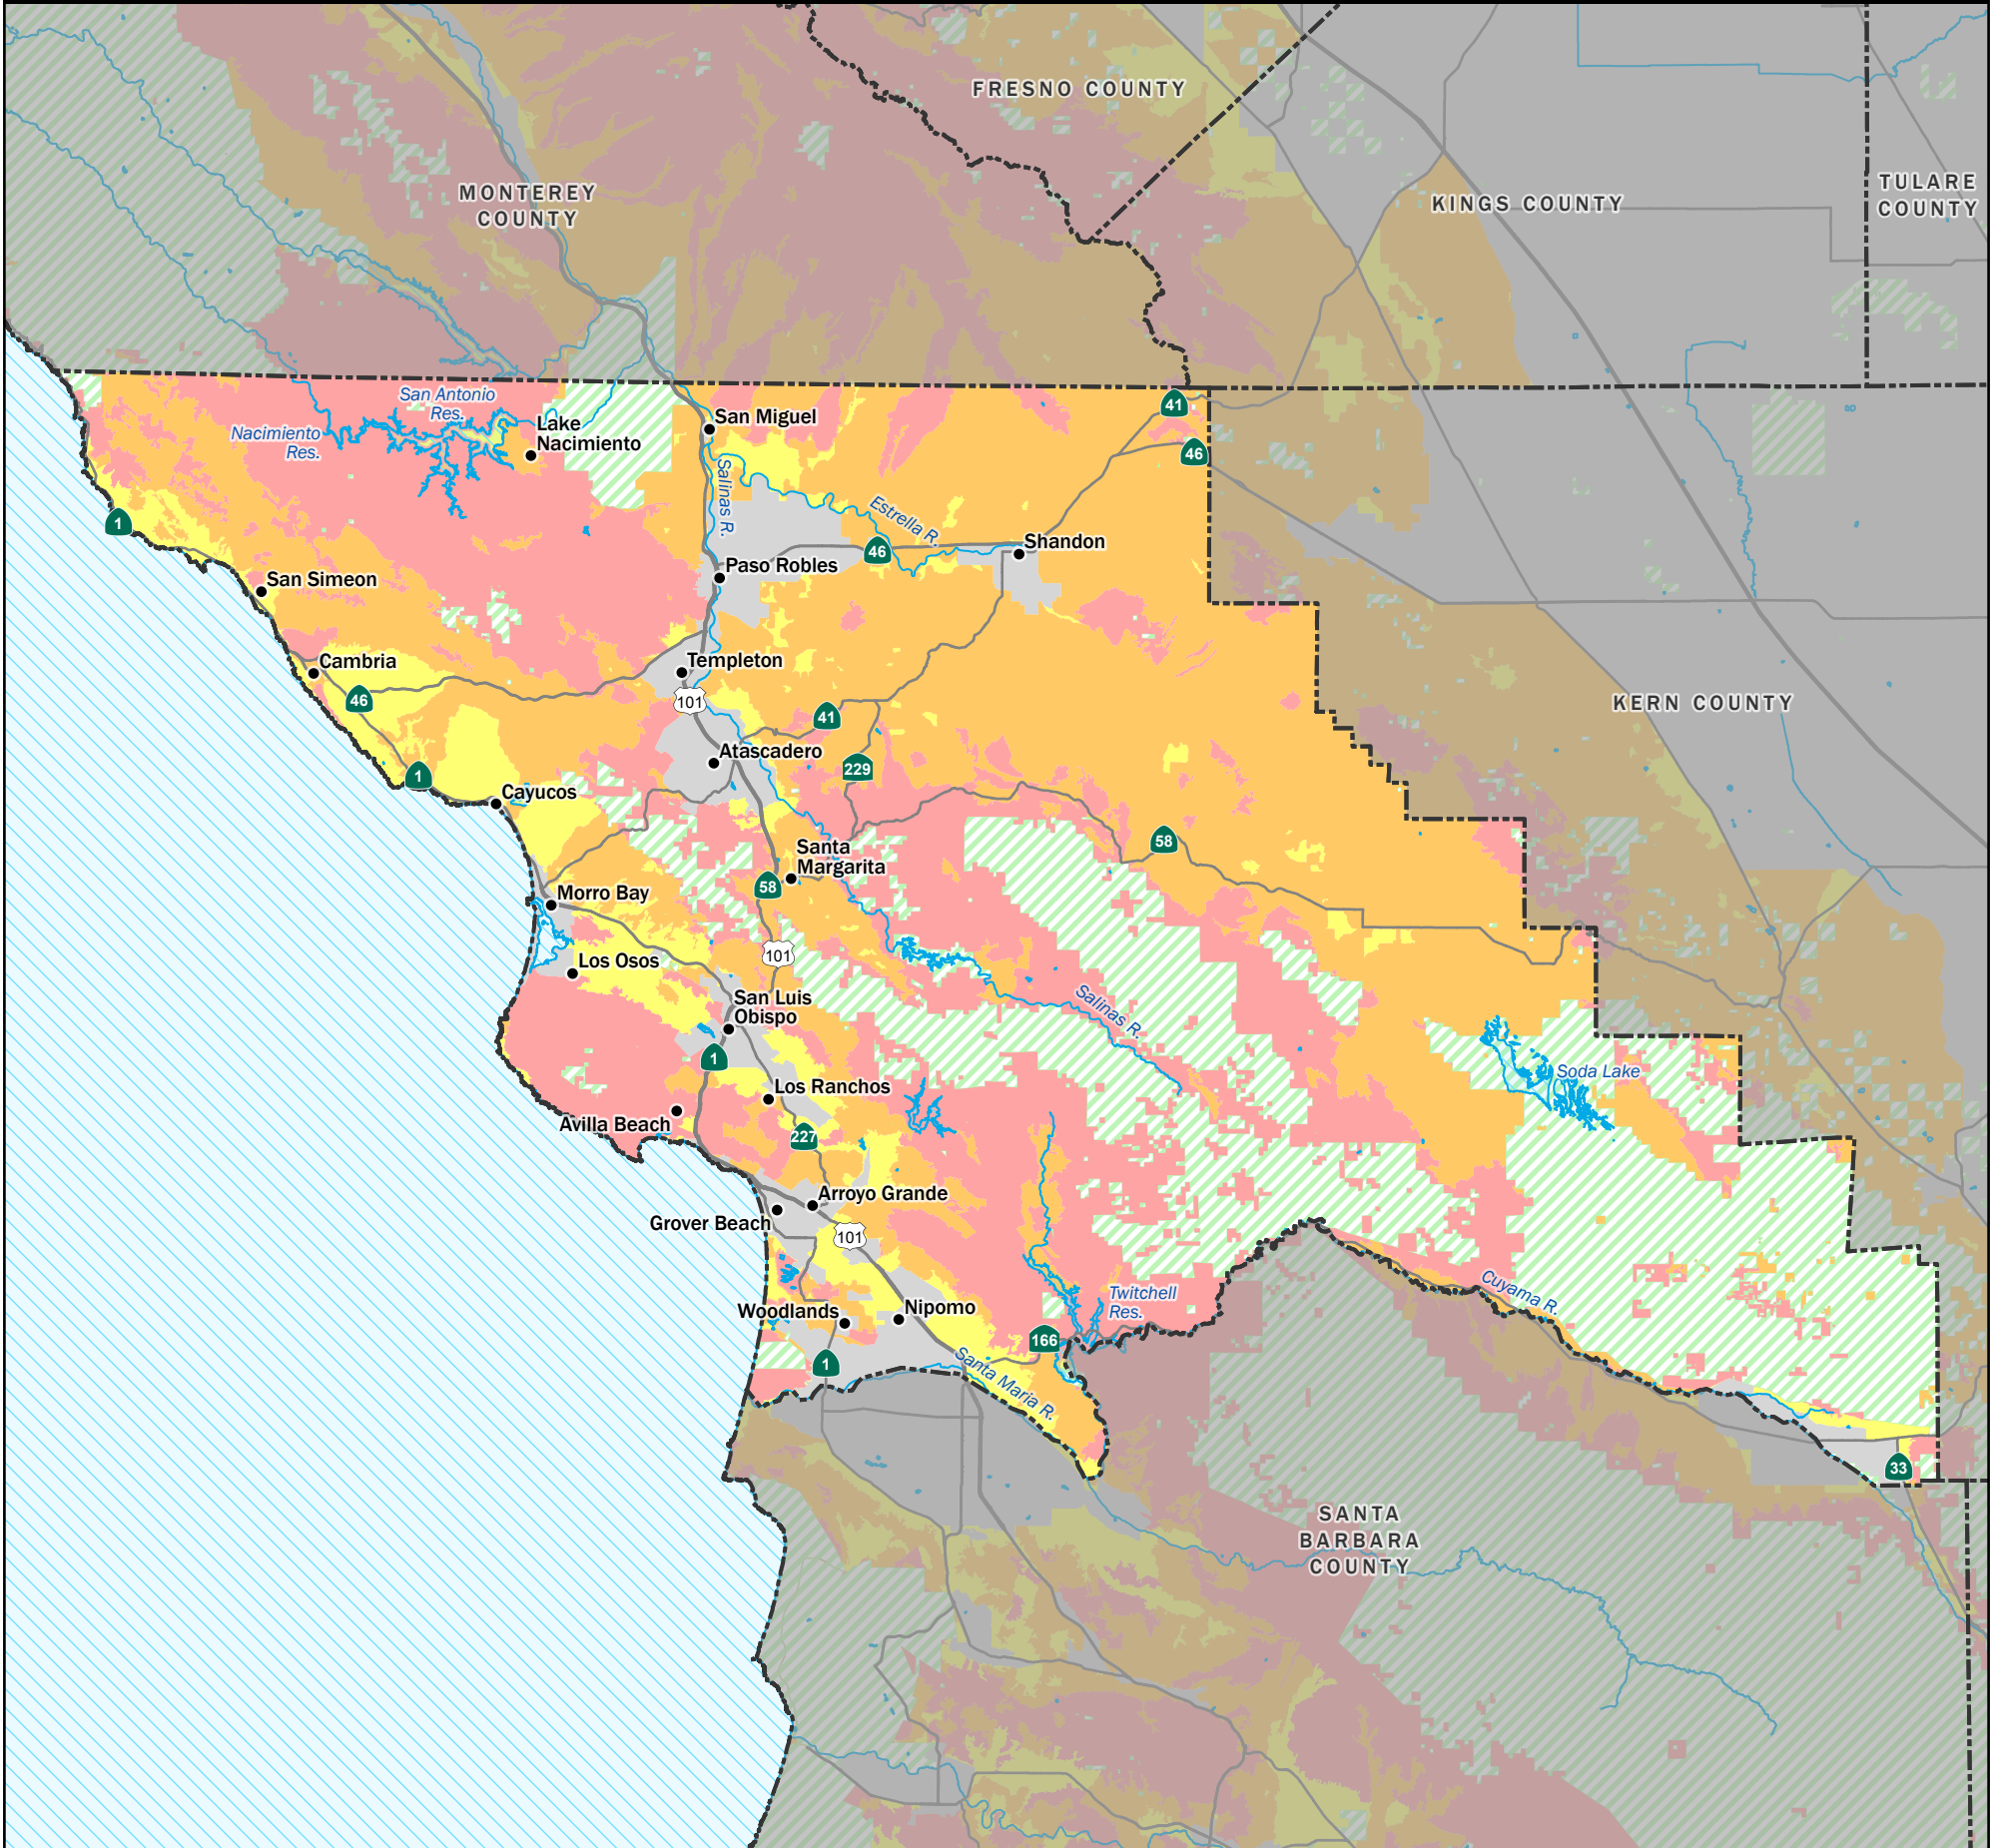 FRESNO COUNTY
MONTEREY
COUNTY
KINGS COUNTY
TULARE
COUNTY
San Antonio
Res.
Nacimiento
Res.
Lake
Nacimiento
San Miguel
41
46
Salinas R.
Estrella R.
1
46
Shandon
Paso Robles
San Simeon
Cambria
46
Templeton
101
41
KERN COUNTY
Atascadero
229
1
Cayucos
58
Santa
Margarita
58
Morro Bay
101
Los Osos
San Luis
Obispo
Salinas R.
1
Soda Lake
Los Ranchos
Avilla Beach
227
Arroyo Grande
Grover Beach
101
Cuyama R.
Twitchell
Res.
Woodlands
Nipomo
166
1
Santa Maria R.
33
SANTA
BARBARA
COUNTY